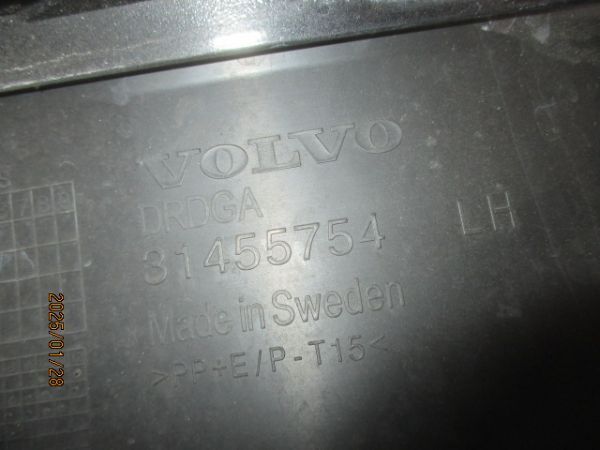 VOLVO
DRDGA
31455754 LH
Made in Sweden
>PP+E/P-T15<
2025/01/28